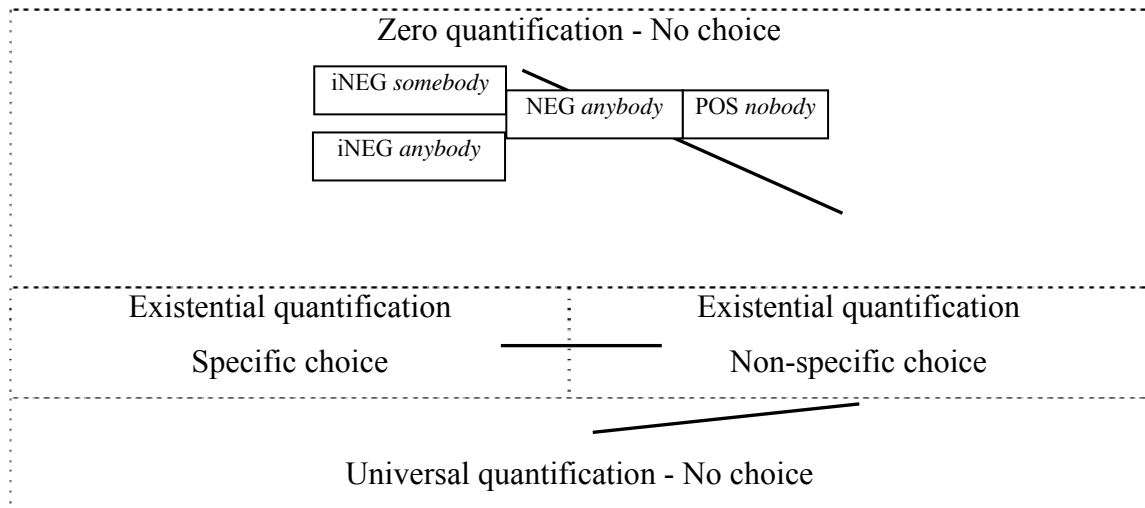 Zero quantification - No choice
iNEG somebody
NEG anybody
POS nobody
iNEG anybody
Existential quantification
Specific choice
Existential quantification
Non-specific choice
Universal quantification - No choice